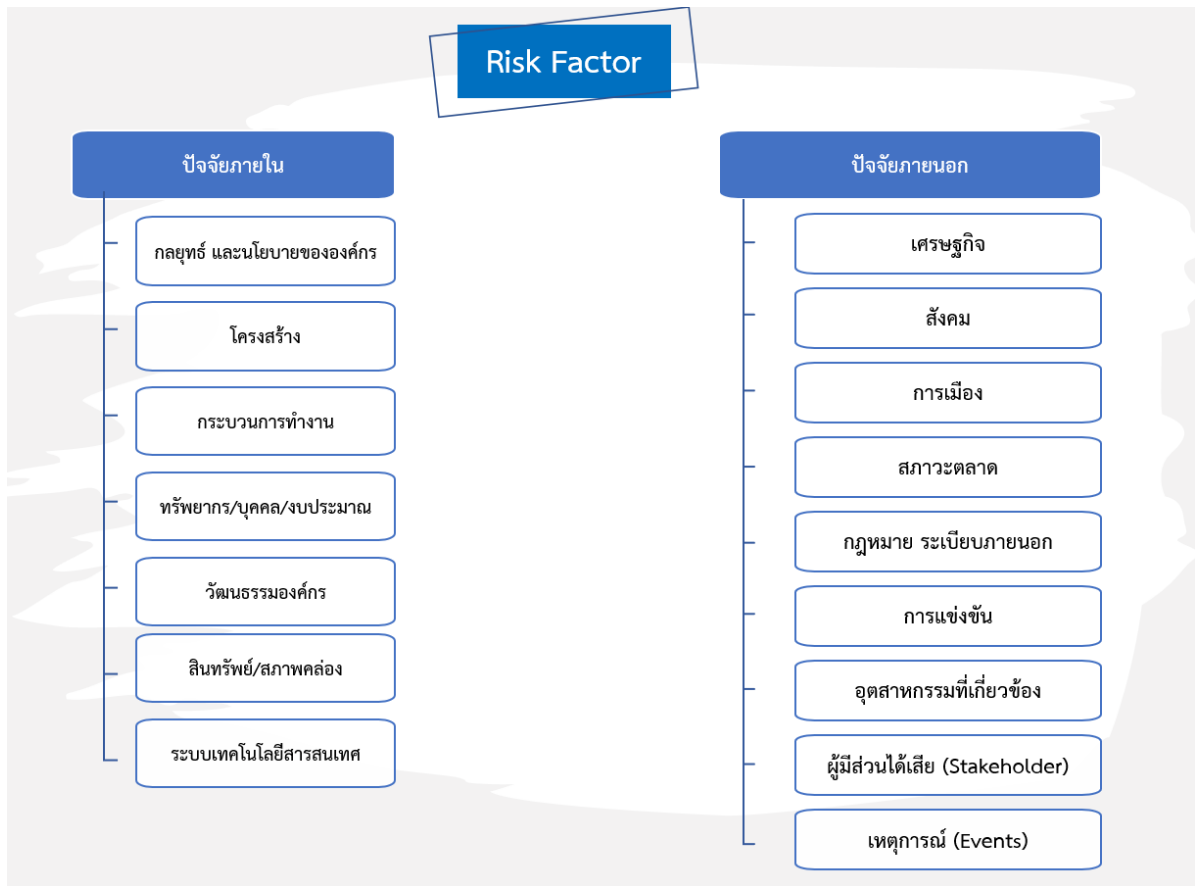 Risk Factor
ปัจจัยภายใน
กลยุทธ์ และนโยบายขององค์กร
โครงสร้าง
กระบวนการทำงาน
ทรัพยากร/บุคคล/งบประมาณ
วัฒนธรรมองค์กร
สินทรัพย์/สภาพคล่อง
ระบบเทคโนโลยีสารสนเทศ
ปัจจัยภายนอก
เศรษฐกิจ
สังคม
การเมือง
สภาวะตลาด
กฎหมาย ระเบียบภายนอก
การแข่งขัน
อุตสาหกรรมที่เกี่ยวข้อง
ผู้มีส่วนได้เสีย (Stakeholder)
เหตุการณ์ (Events)